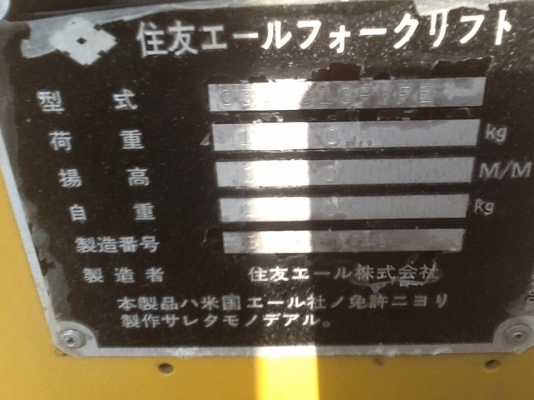 住友エールフォークリフト
型式
荷重 kg
揚高 M/M
自重 kg
製造番号
製造者 住友エール株式会社
本製品ハ米国エール社ノ免許ニヨリ
製作サレタモノデアル。